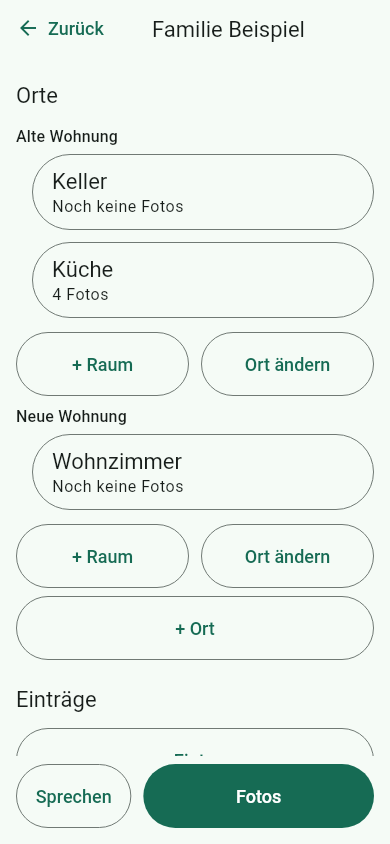 Zurück
Familie Beispiel
Orte
Alte Wohnung
Keller
Noch keine Fotos
Küche
4 Fotos
+ Raum
Ort ändern
Neue Wohnung
Wohnzimmer
Noch keine Fotos
+ Raum
Ort ändern
+ Ort
Einträge
Sprechen
Fotos